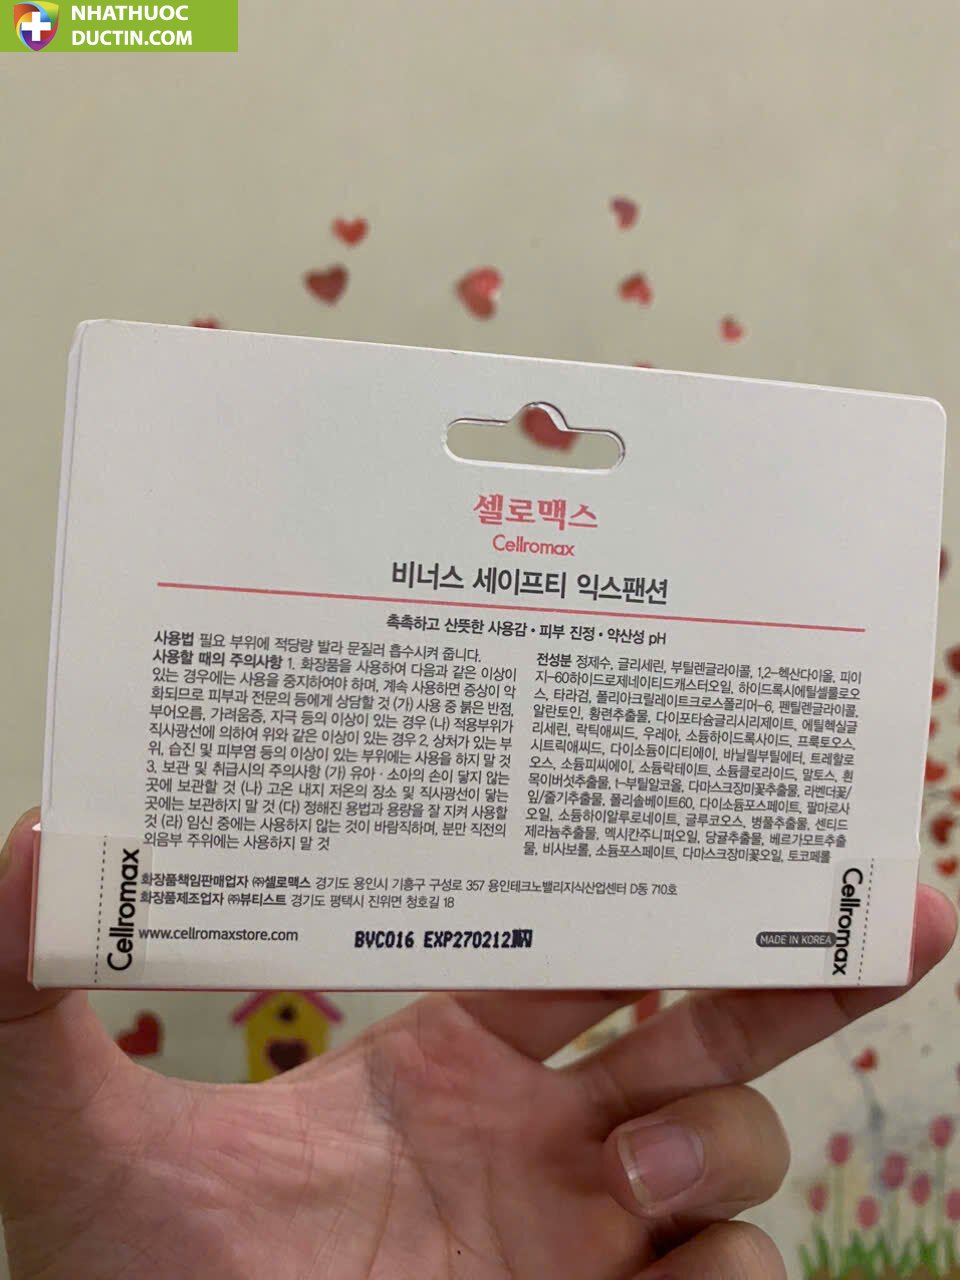 NHATHUOC
DUCTIN.COM
셀로맥스
Cellromax
비너스 세이프티 익스팬션
촉촉하고 산뜻한 사용감 • 피부 진정 • 약산성 pH
사용법 필요 부위에 적당량 발라 문질러 흡수시켜 줍니다.
사용할 때의 주의사항 1. 화장품을 사용하여 다음과 같은 이상이
있는 경우에는 사용을 중지하여야 하며, 계속 사용하면 증상이 악
화되므로 피부과 전문의 등에게 상담할 것 (가) 사용 중 붉은 반점,
부어오름, 가려움증, 자극 등의 이상이 있는 경우 (나) 적용부위가
직사광선에 의하여 위와 같은 이상이 있는 경우 2. 상처가 있는 부
위, 습진 및 피부염 등의 이상이 있는 부위에는 사용을 하지 말 것
3. 보관 및 취급시의 주의사항 (가) 유아·소아의 손이 닿지 않는
곳에 보관할 것 (나) 고온 내지 저온의 장소 및 직사광선이 닿는
곳에는 보관하지 말 것 (다) 정해진 용법과 용량을 잘 지켜 사용할
것 (라) 임신 중에는 사용하지 않는 것이 바람직하며, 분만 직전의
외음부 주위에는 사용하지 말 것
전성분 정제수, 글리세린, 부틸렌글라이콜, 1,2-헥산다이올, 피이
지-60하이드로제네이티드캐스터오일, 하이드록시에틸셀룰로오
스, 타라검, 폴리아크릴레이트크로스폴리머-6, 펜틸렌글라이콜,
알란토인, 황련추출물, 다이포타슘글리시리제이트, 에틸헥실글
리세린, 락틱애씨드, 우레아, 소듐하이드록사이드, 프룩토오스,
시트릭애씨드, 다이소듐이디티에이, 바닐릴부틸에터, 트레할로
오스, 소듐피씨에이, 소듐락테이트, 소듐클로라이드, 말토스, 흰
목이버섯추출물, 1-부틸알코올, 다마스크장미꽃추출물, 라벤더꽃/
잎/줄기추출물, 폴리솔베이트60, 다이소듐포스페이트, 팔마로사
오일, 소듐하이알루로네이트, 글루코오스, 병풀추출물, 센티드
제라늄추출물, 멕시칸주니퍼오일, 당귤추출물, 베르가모트추출
물, 비사보롤, 소듐포스페이트, 다마스크장미꽃오일, 토코페롤
화장품책임판매업자 ㈜셀로맥스 경기도 용인시 기흥구 구성로 357 용인테크노밸리지식산업센터 D동 710호
화장품제조업자 ㈜뷰티스트 경기도 평택시 진위면 청호길 18
www.cellromaxstore.com
BVC016 EXP270212
MADE IN KOREA
Cellromax
Cellromax